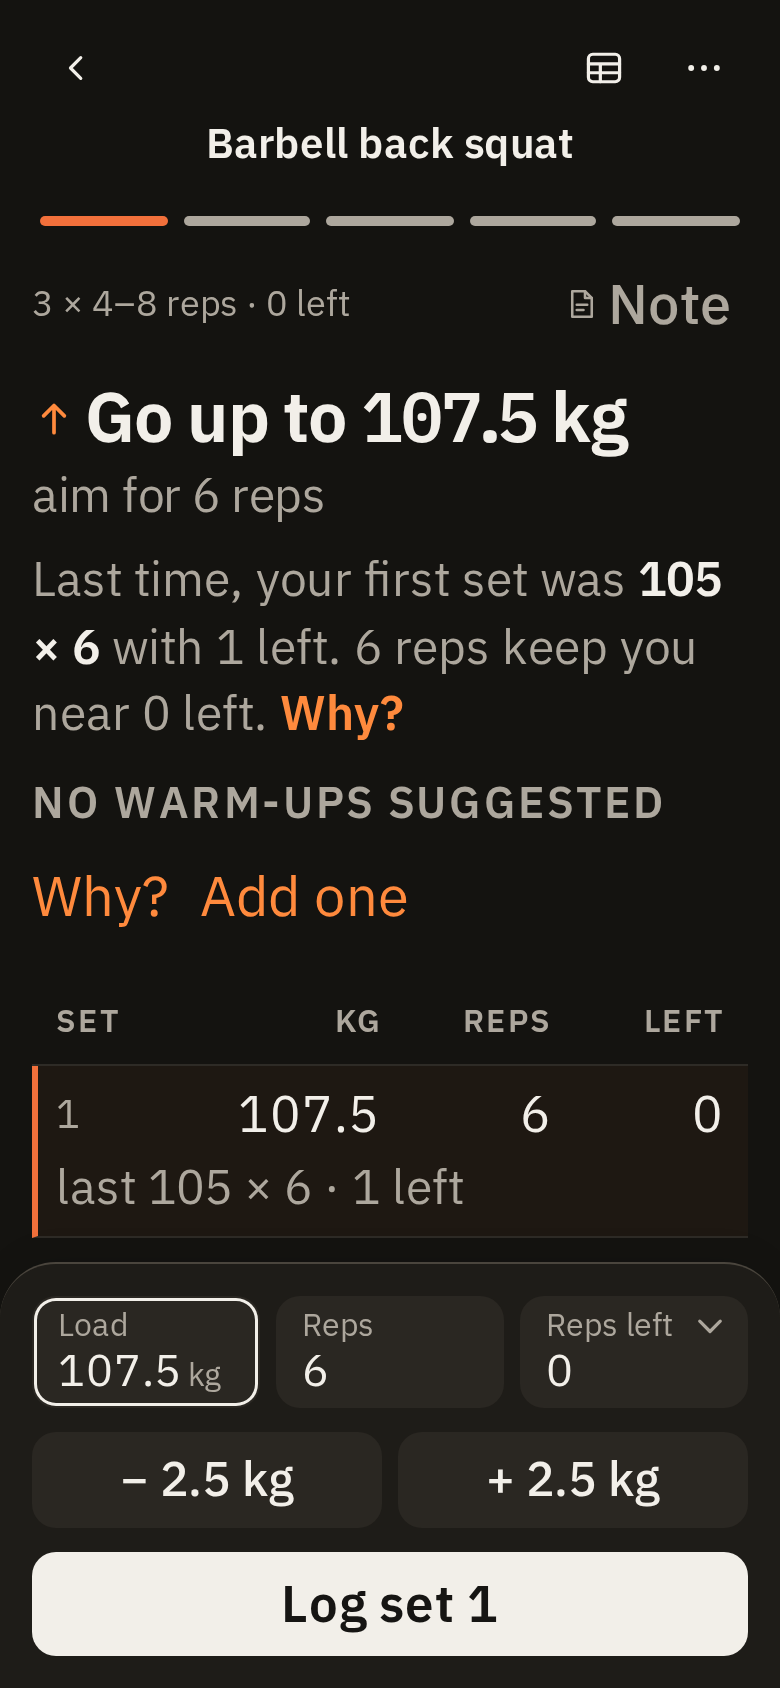 Barbell back squat
3 × 4–8 reps · 0 left
Note
Go up to 107.5 kg
aim for 6 reps
Last time, your first set was 105
× 6 with 1 left. 6 reps keep you
near 0 left. Why?
NO WARM-UPS SUGGESTED
Why? Add one
SET KG REPS LEFT
1 107.5 6 0
last 105 × 6 · 1 left
Load Reps Reps left
107.5 kg 6 0
− 2.5 kg + 2.5 kg
Log set 1